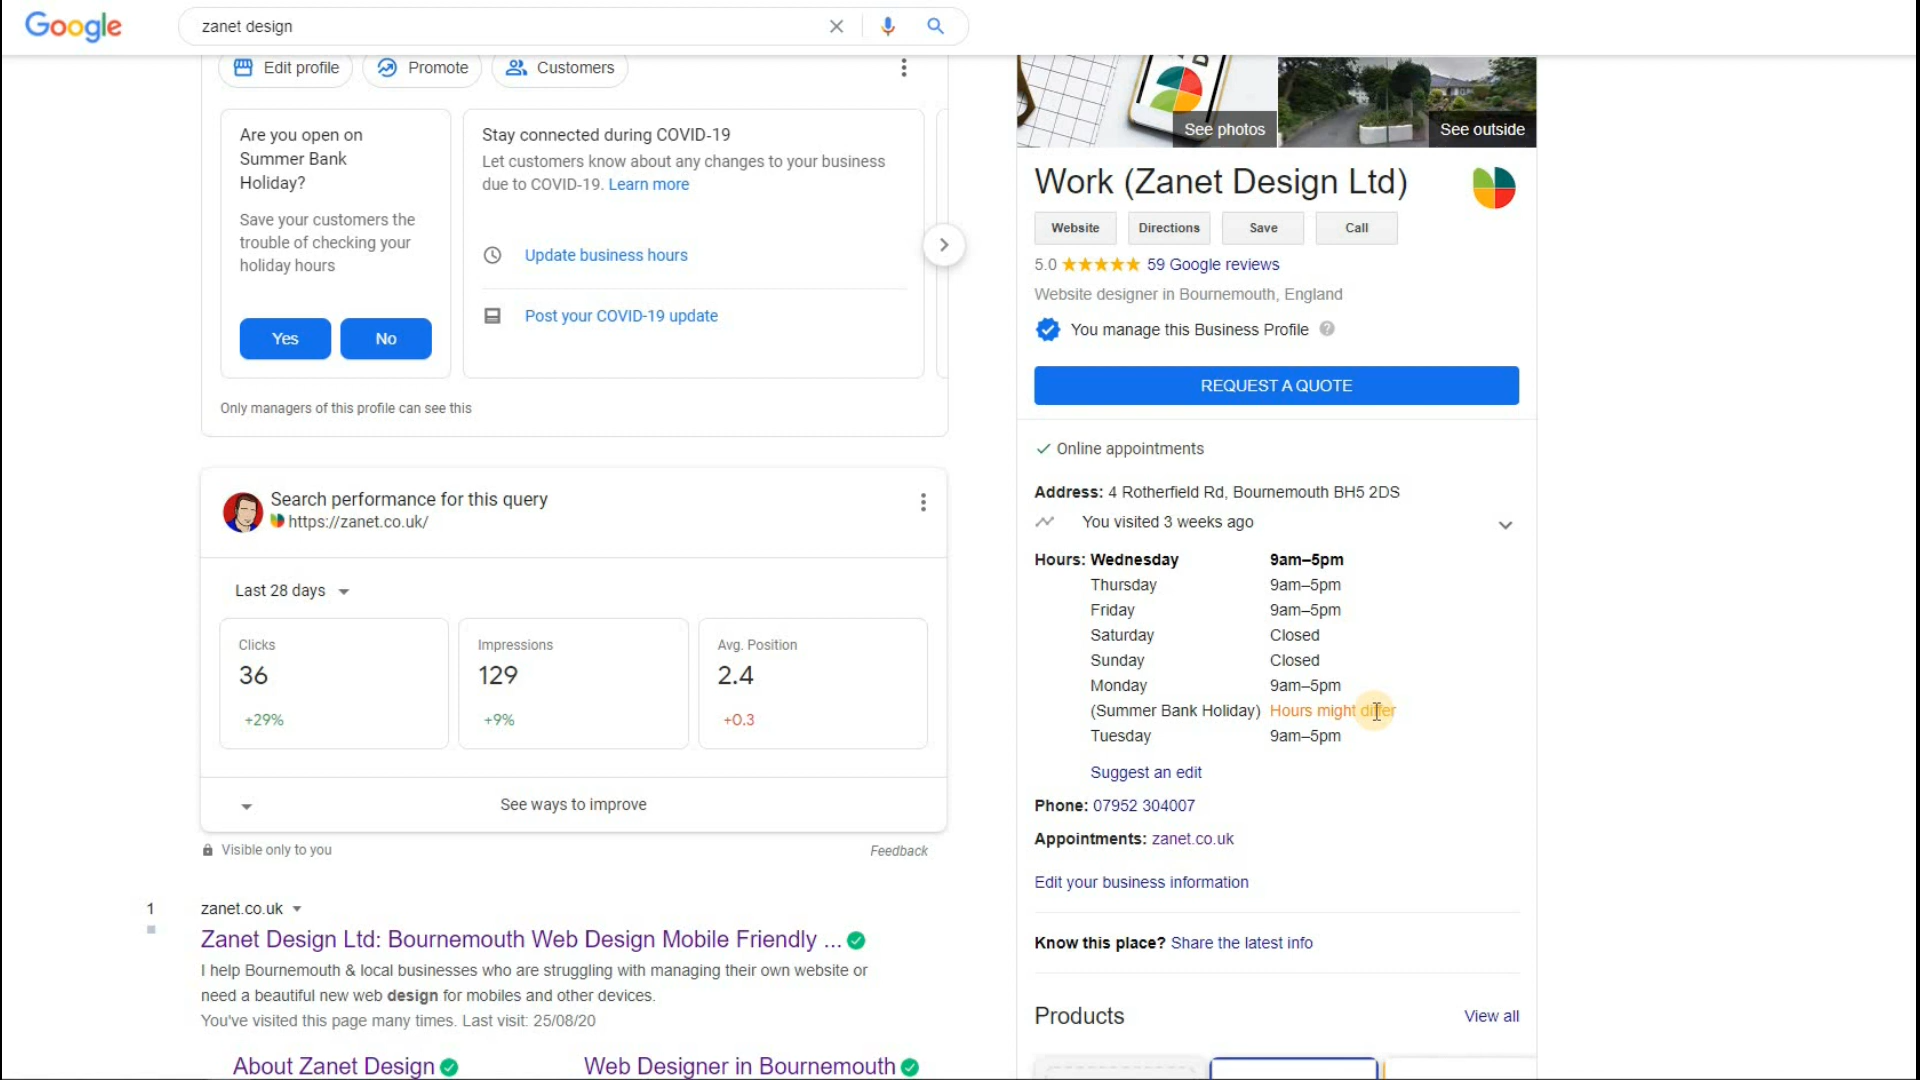 Google
zanet design
Edit profile
Promote
Customers
Are you open on
Summer Bank
Holiday?
Save your customers the
trouble of checking your
holiday hours
Yes
No
Stay connected during COVID-19
Let customers know about any changes to your business
due to COVID-19. Learn more
Update business hours
Post your COVID-19 update
Only managers of this profile can see this
Search performance for this query
https://zanet.co.uk/
Last 28 days
Clicks
36
+29%
Impressions
129
+9%
Avg. Position
2.4
+0.3
See ways to improve
Visible only to you
Feedback
1
zanet.co.uk
Zanet Design Ltd: Bournemouth Web Design Mobile Friendly ...
I help Bournemouth & local businesses who are struggling with managing their own website or
need a beautiful new web design for mobiles and other devices.
You've visited this page many times. Last visit: 25/08/20
About Zanet Design
Web Designer in Bournemouth
See photos
See outside
Work (Zanet Design Ltd)
Website
Directions
Save
Call
5.0 59 Google reviews
Website designer in Bournemouth, England
You manage this Business Profile
REQUEST A QUOTE
Online appointments
Address: 4 Rotherfield Rd, Bournemouth BH5 2DS
You visited 3 weeks ago
Hours: Wednesday 9am–5pm
Thursday 9am–5pm
Friday 9am–5pm
Saturday Closed
Sunday Closed
Monday 9am–5pm
(Summer Bank Holiday) Hours might differ
Tuesday 9am–5pm
Suggest an edit
Phone: 07952 304007
Appointments: zanet.co.uk
Edit your business information
Know this place? Share the latest info
Products
View all